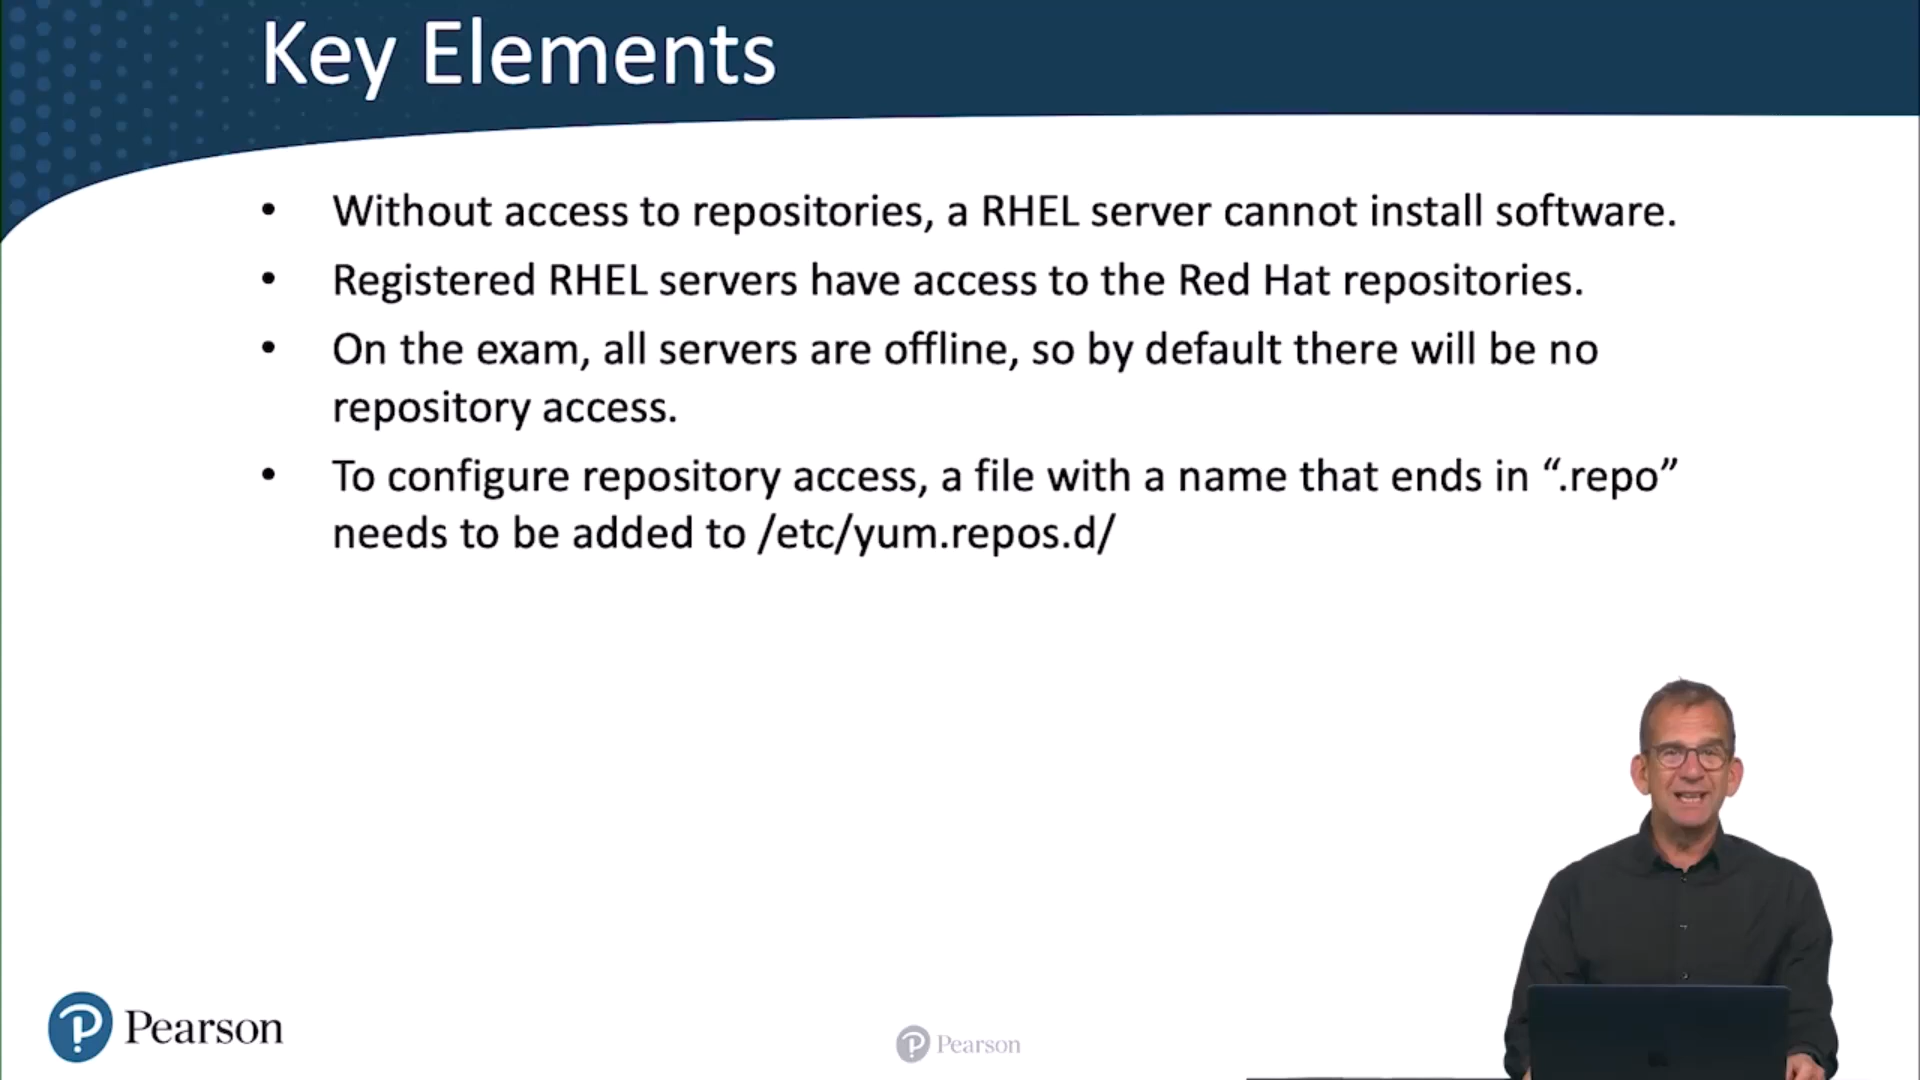 Key Elements
• Without access to repositories, a RHEL server cannot install software.
• Registered RHEL servers have access to the Red Hat repositories.
• On the exam, all servers are offline, so by default there will be no
repository access.
• To configure repository access, a file with a name that ends in “.repo”
needs to be added to /etc/yum.repos.d/
Pearson
Pearson